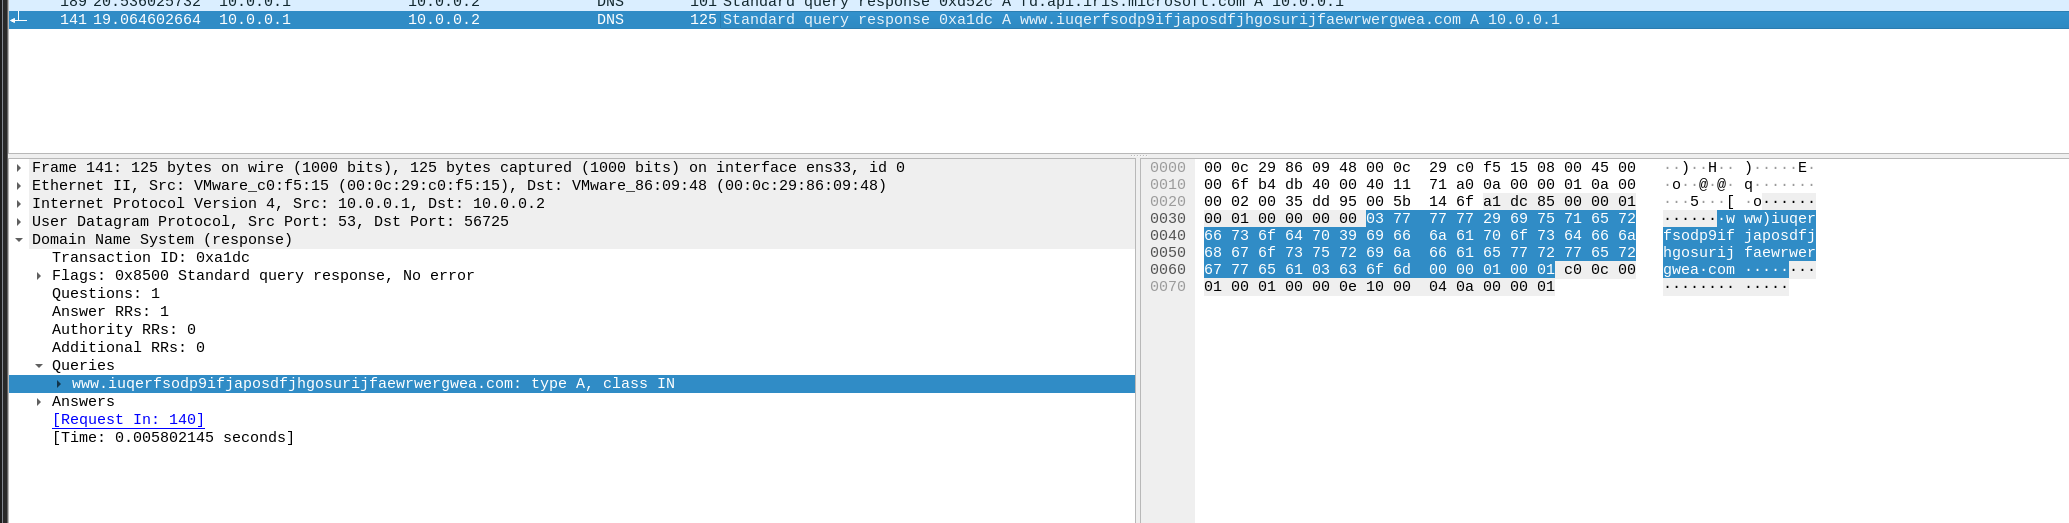 189 20.536025732 10.0.0.1 10.0.0.2 DNS 101 Standard query response 0xd52c A fd.api.iris.microsoft.com A 10.0.0.1
141 19.064602664 10.0.0.1 10.0.0.2 DNS 125 Standard query response 0xa1dc A www.iuqerfsodp9ifjaposdfjhgosurijfaewrwergwea.com A 10.0.0.1
Frame 141: 125 bytes on wire (1000 bits), 125 bytes captured (1000 bits) on interface ens33, id 0
Ethernet II, Src: VMware_c0:f5:15 (00:0c:29:c0:f5:15), Dst: VMware_86:09:48 (00:0c:29:86:09:48)
Internet Protocol Version 4, Src: 10.0.0.1, Dst: 10.0.0.2
User Datagram Protocol, Src Port: 53, Dst Port: 56725
Domain Name System (response)
Transaction ID: 0xa1dc
Flags: 0x8500 Standard query response, No error
Questions: 1
Answer RRs: 1
Authority RRs: 0
Additional RRs: 0
Queries
www.iuqerfsodp9ifjaposdfjhgosurijfaewrwergwea.com: type A, class IN
Answers
[Request In: 140]
[Time: 0.005802145 seconds]
0000 00 0c 29 86 09 48 00 0c 29 c0 f5 15 08 00 45 00 ··)··H·· )·····E·
0010 00 6f b4 db 40 00 40 11 71 a0 0a 00 00 01 0a 00 ·o··@·@· q·······
0020 00 02 00 35 dd 95 00 5b 14 6f a1 dc 85 00 00 01 ···5···[ ·o······
0030 00 01 00 00 00 00 03 77 77 77 29 69 75 71 65 72 ·······w ww)iuqer
0040 66 73 6f 64 70 39 69 66 6a 61 70 6f 73 64 66 6a fsodp9if japosdfj
0050 68 67 6f 73 75 72 69 6a 66 61 65 77 72 77 65 72 hgosurij faewrwer
0060 67 77 65 61 03 63 6f 6d 00 00 01 00 01 c0 0c 00 gwea·com ········
0070 01 00 01 00 00 0e 10 00 04 0a 00 00 01 ········ ·····